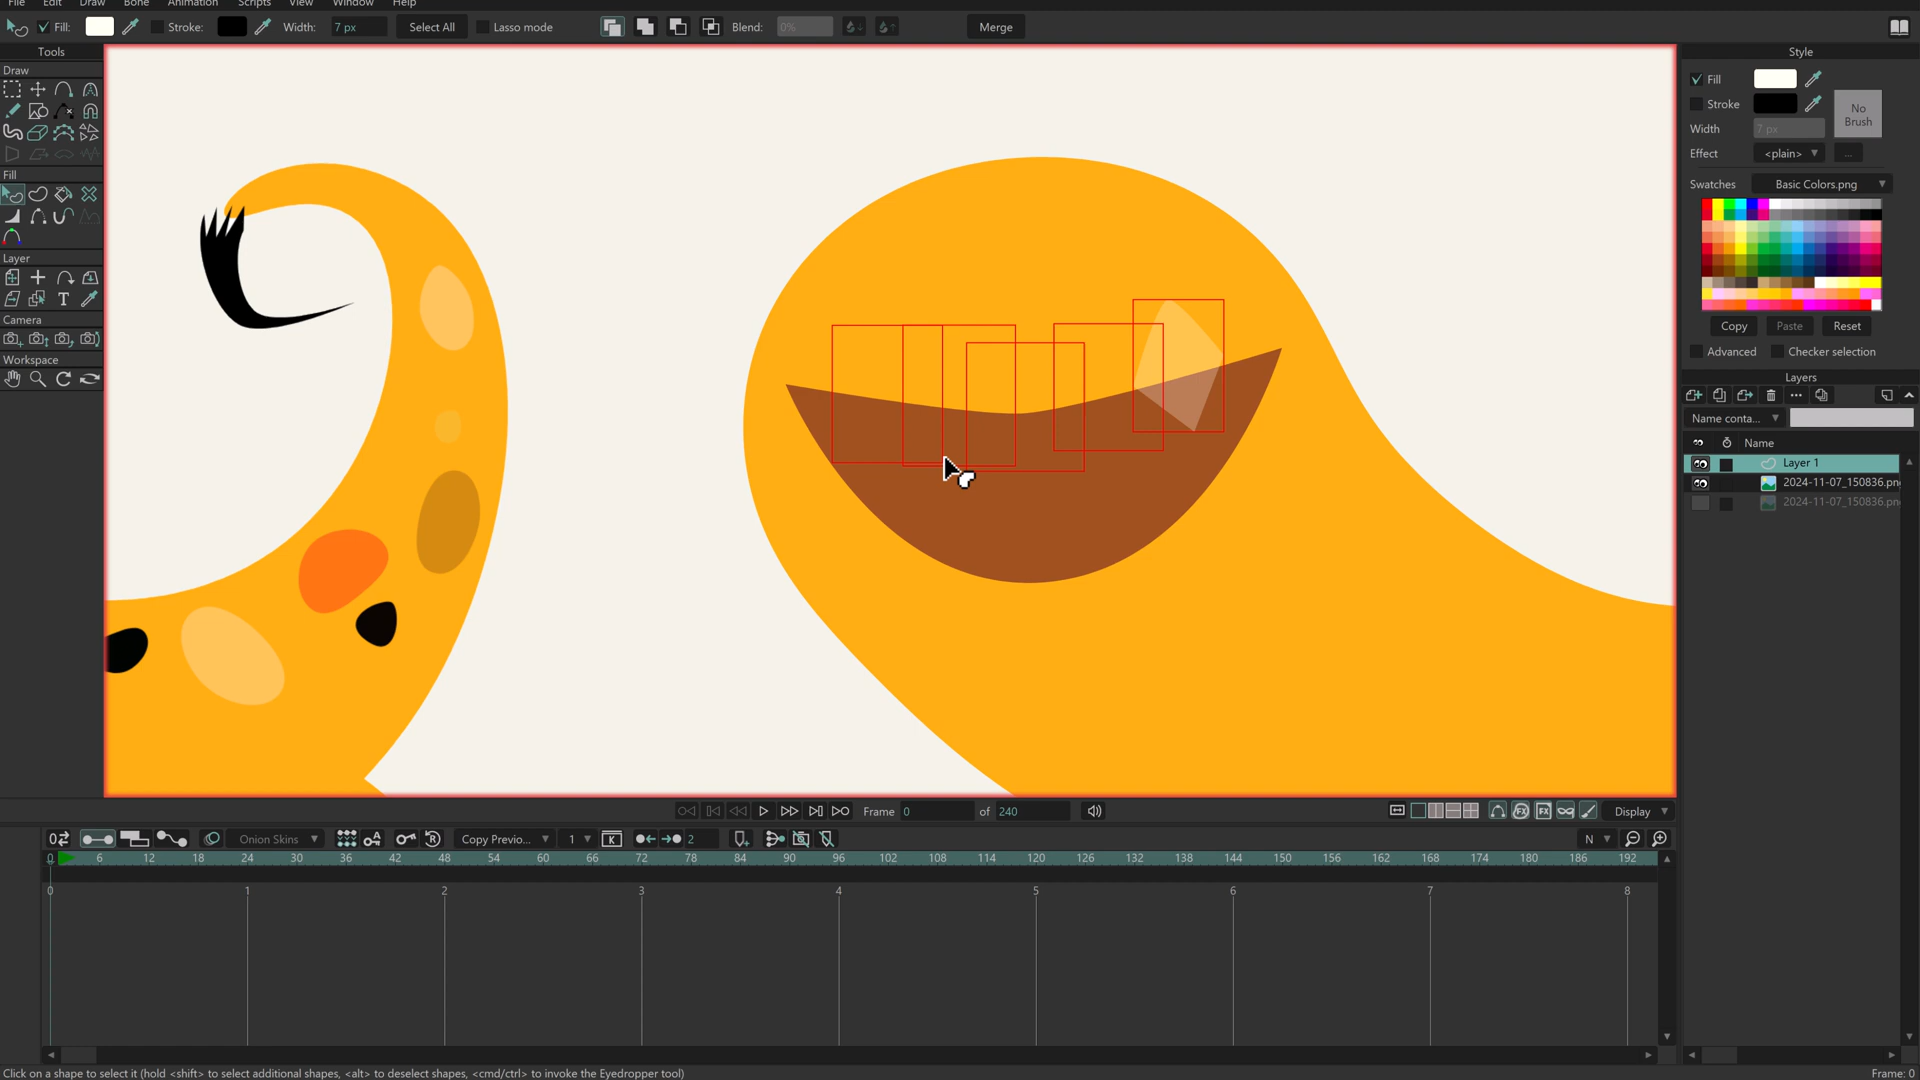 File Edit Draw Bone Animation Scripts View Window Help
Fill: Stroke: Width: 7 px Select All Lasso mode Blend: 0% Merge
Tools
Draw
Fill
Layer
T
Camera
Workspace
Style
Fill
Stroke
No Brush
Width 7 px
Effect <plain> ...
Swatches Basic Colors.png
Copy Paste Reset
Advanced Checker selection
Layers
Name conta...
Name
Layer 1
2024-11-07_150836.pn
2024-11-07_150836.pn
Frame 0 of 240 Display
Onion Skins Copy Previo... 1 K 2 N
0 6 12 18 24 30 36 42 48 54 60 66 72 78 84 90 96 102 108 114 120 126 132 138 144 150 156 162 168 174 180 186 192
0 1 2 3 4 5 6 7 8
Click on a shape to select it (hold <shift> to select additional shapes, <alt> to deselect shapes, <cmd/ctrl> to invoke the Eyedropper tool)
Frame: 0